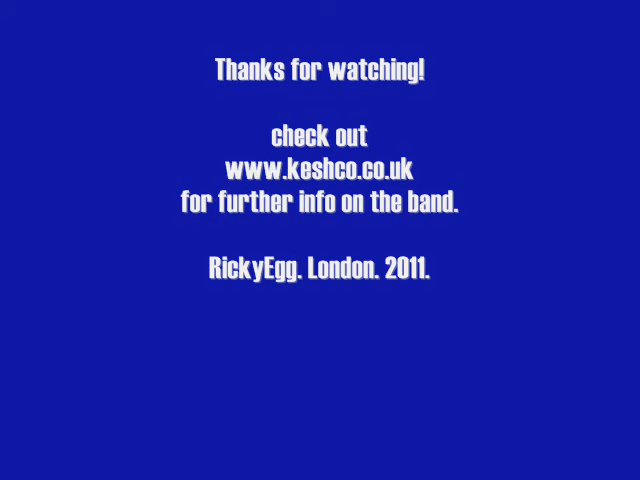 Thanks for watching!
check out
www.keshco.co.uk
for further info on the band.
RickyEgg. London. 2011.